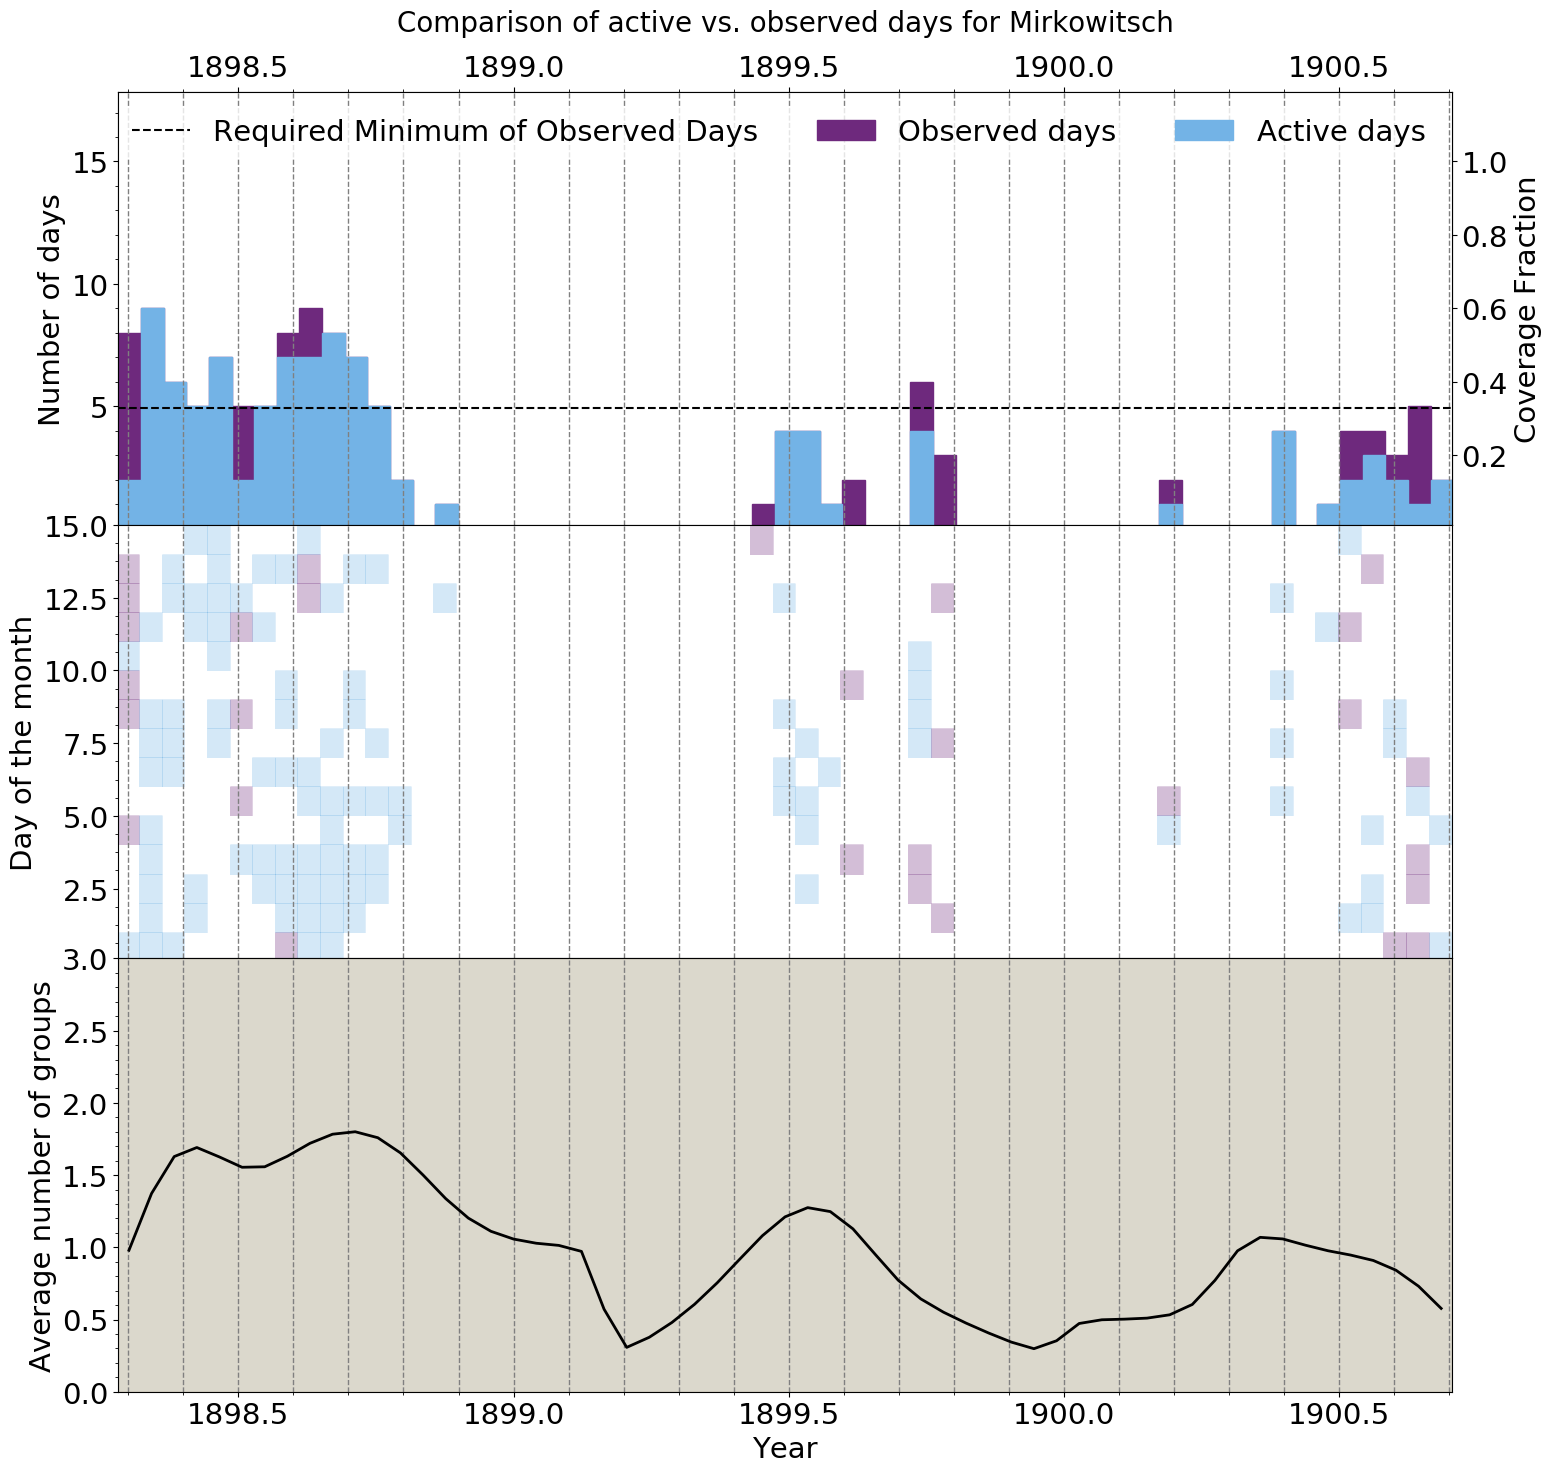 Comparison of active vs. observed days for Mirkowitsch
1898.5 1899.0 1899.5 1900.0 1900.5
Required Minimum of Observed Days Observed days Active days
Number of days
15
10
5
Coverage Fraction
1.0
0.8
0.6
0.4
0.2
Day of the month
15.0
12.5
10.0
7.5
5.0
2.5
Average number of groups
3.0
2.5
2.0
1.5
1.0
0.5
0.0
1898.5 1899.0 1899.5 1900.0 1900.5
Year